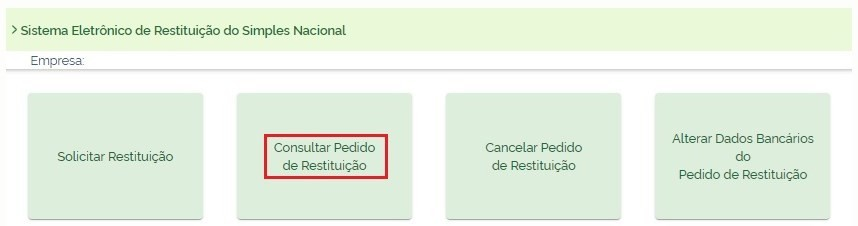 > Sistema Eletrônico de Restituição do Simples Nacional
Empresa:
Solicitar Restituição
Consultar Pedido
de Restituição
Cancelar Pedido
de Restituição
Alterar Dados Bancários
do
Pedido de Restituição